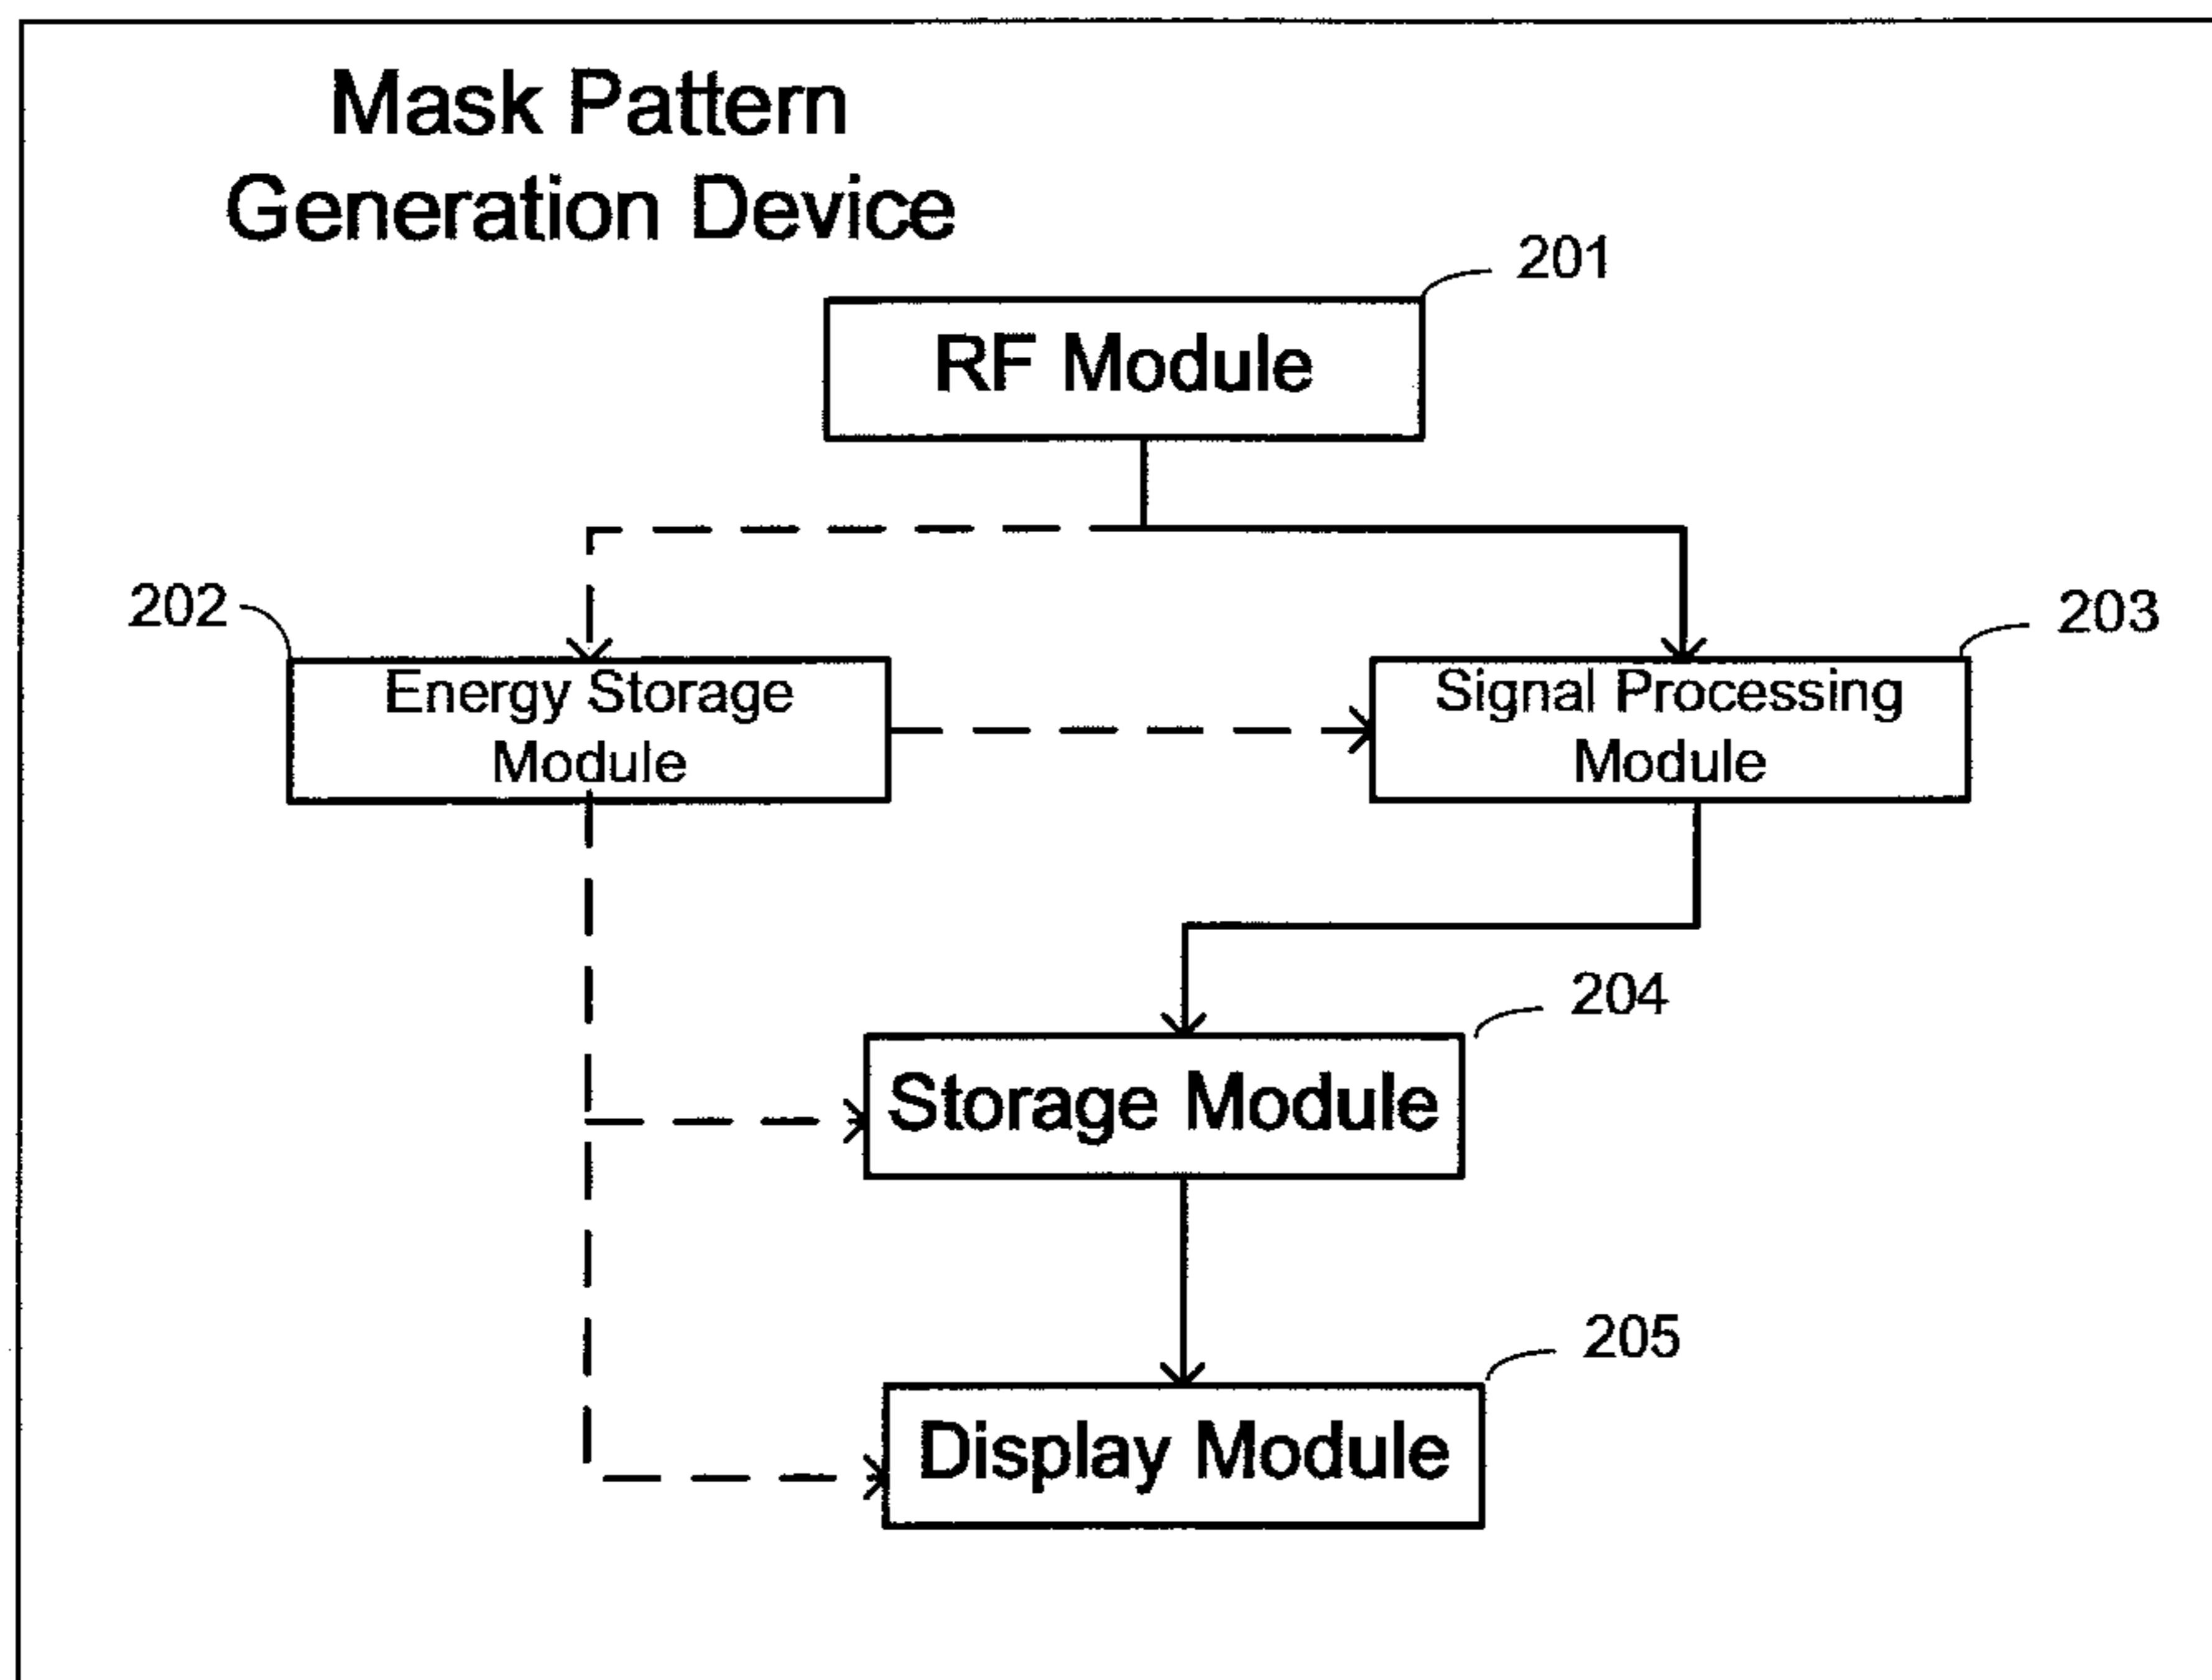 Mask Pattern
Generation Device
201
RF Module
202
203
Energy Storage
Module
Signal Processing
Module
204
Storage Module
205
Display Module